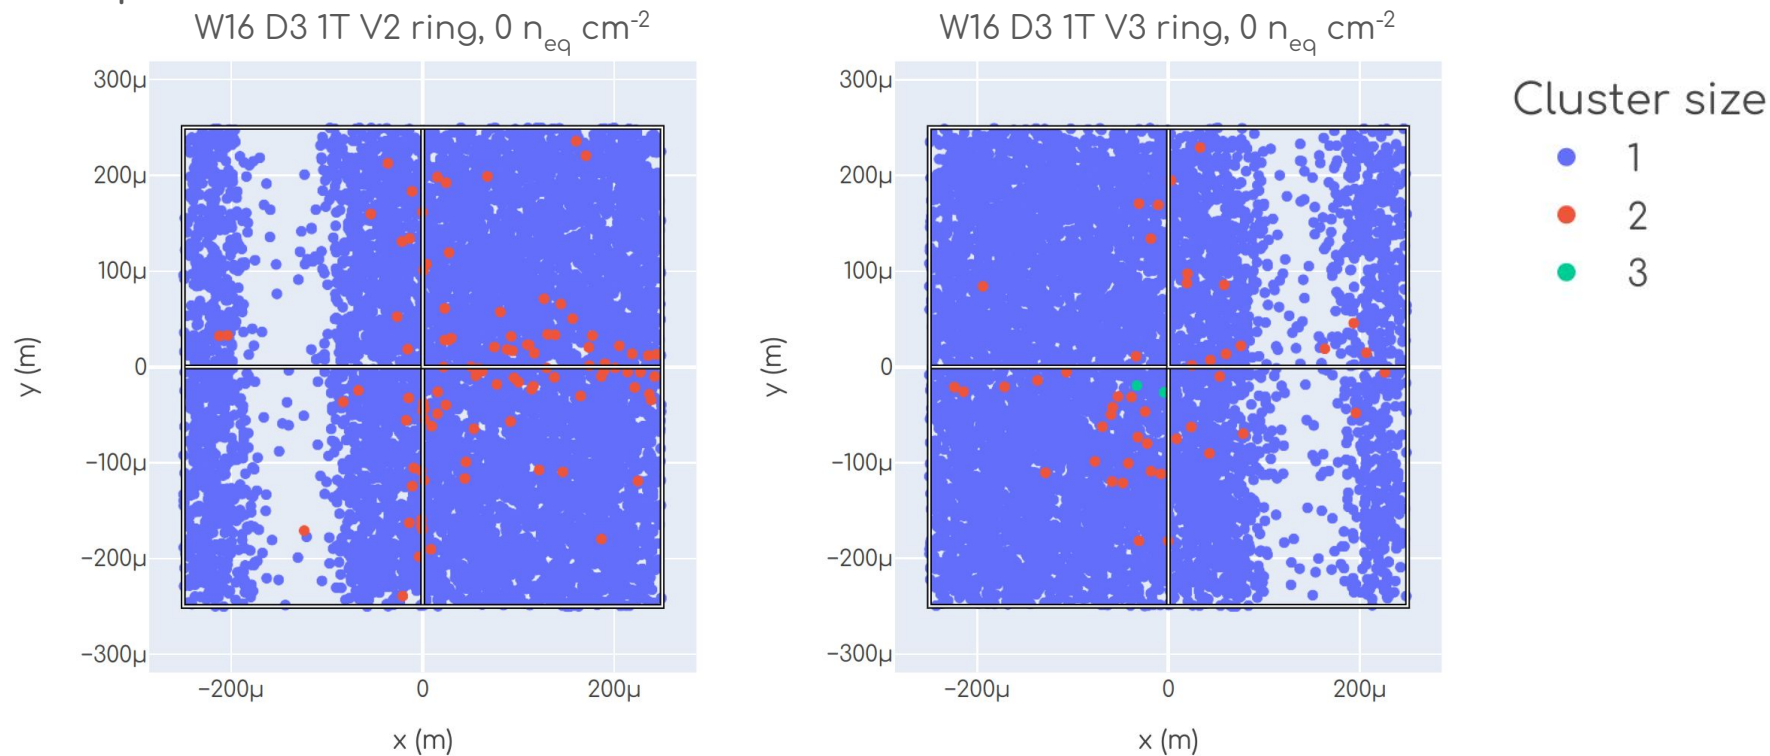 W16 D3 1T V2 ring, 0 n_eq cm^-2
300µ
200µ
100µ
0
−100µ
−200µ
−300µ
y (m)
−200µ
0
200µ
x (m)
W16 D3 1T V3 ring, 0 n_eq cm^-2
300µ
200µ
100µ
0
−100µ
−200µ
−300µ
y (m)
−200µ
0
200µ
x (m)
Cluster size
1
2
3